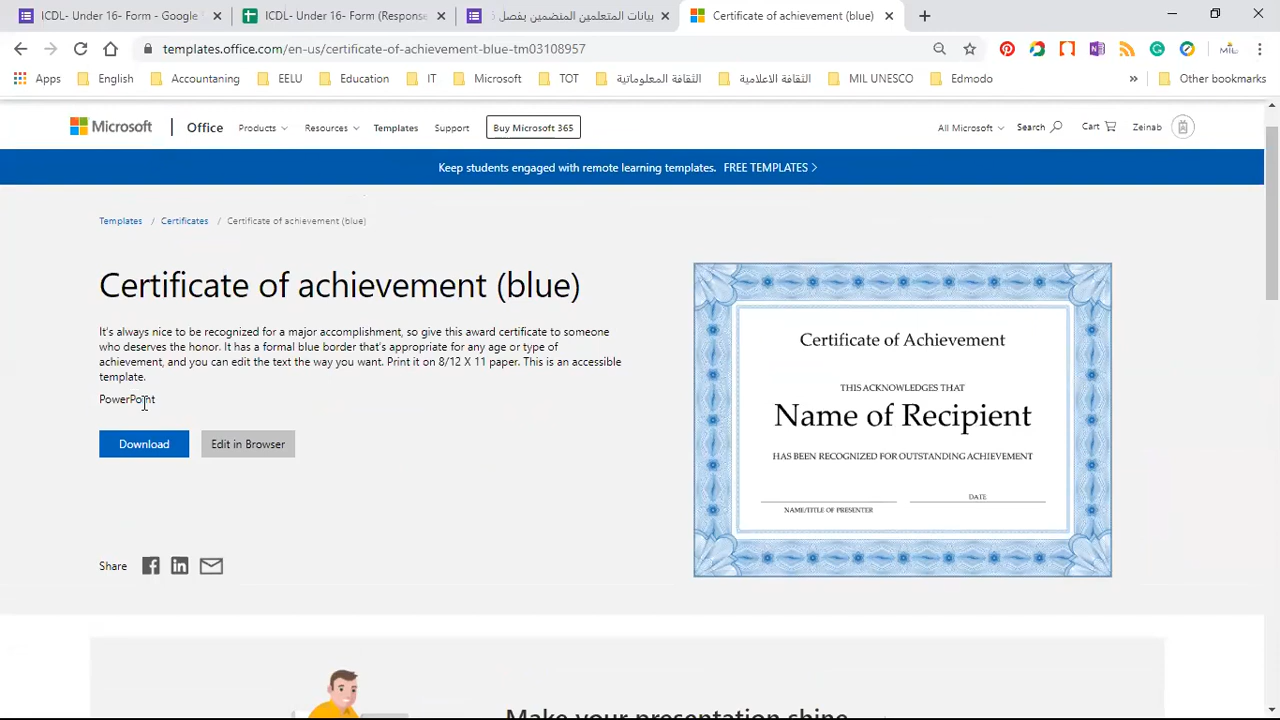 ICDL- Under 16- Form - Google
ICDL- Under 16- Form (Respons
بيانات المتعلمين المنضمين بفصل
Certificate of achievement (blue)
templates.office.com/en-us/certificate-of-achievement-blue-tm03108957
MIL
Apps
English
Accountaning
EELU
Education
IT
Microsoft
TOT
الثقافة المعلوماتية
الثقافة الاعلامية
MIL UNESCO
Edmodo
»
Other bookmarks
Microsoft
Office
Products
Resources
Templates
Support
Buy Microsoft 365
All Microsoft
Search
Cart
Zeinab
Keep students engaged with remote learning templates. FREE TEMPLATES >
Templates / Certificates / Certificate of achievement (blue)
Certificate of achievement (blue)
It's always nice to be recognized for a major accomplishment, so give this award certificate to someone
who deserves the honor. It has a formal blue border that's appropriate for any age or type of
achievement, and you can edit the text the way you want. Print it on 8/12 X 11 paper. This is an accessible
template.
PowerPoint
Download
Edit in Browser
Share
Certificate of Achievement
THIS ACKNOWLEDGES THAT
Name of Recipient
HAS BEEN RECOGNIZED FOR OUTSTANDING ACHIEVEMENT
NAME/TITLE OF PRESENTER
DATE
Make your presentation shine